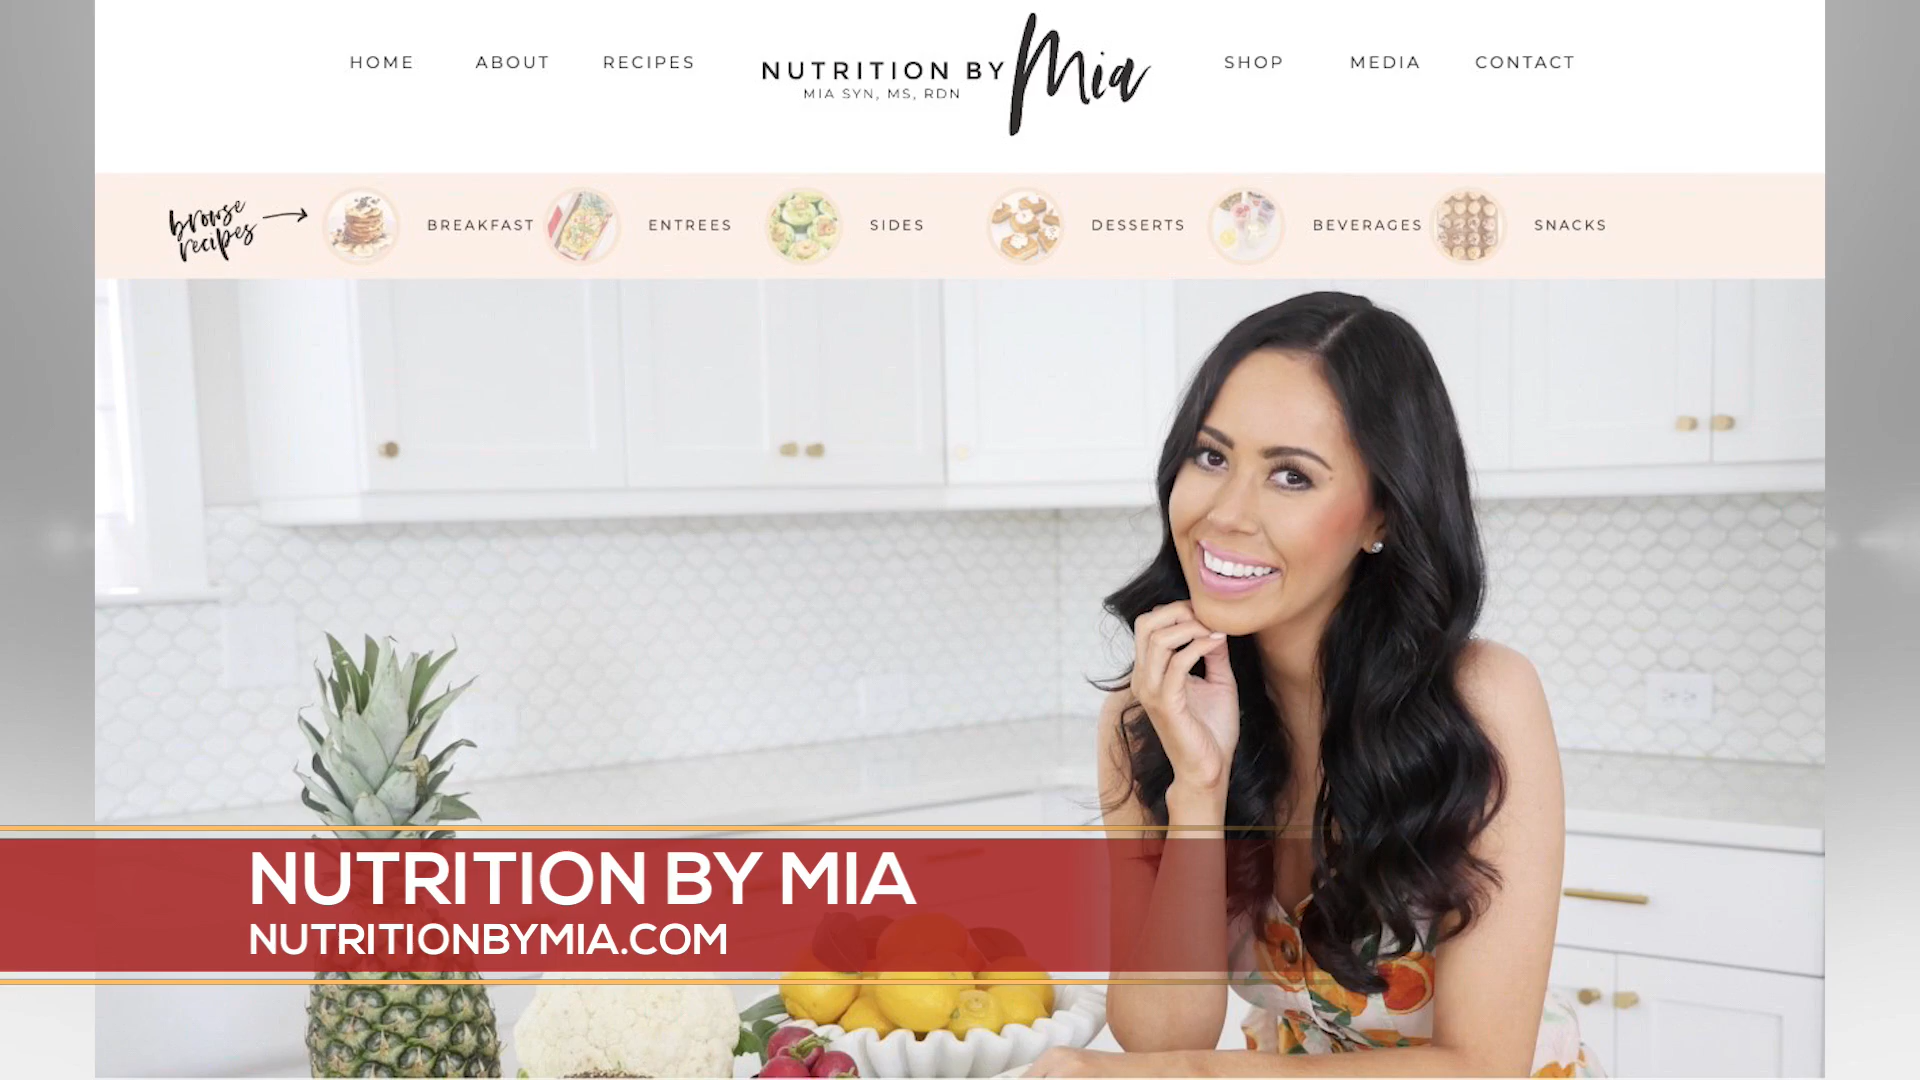 HOME ABOUT RECIPES NUTRITION BY Mia SHOP MEDIA CONTACT
MIA SYN, MS, RDN
browse recipes BREAKFAST ENTREES SIDES DESSERTS BEVERAGES SNACKS
NUTRITION BY MIA
NUTRITIONBYMIA.COM